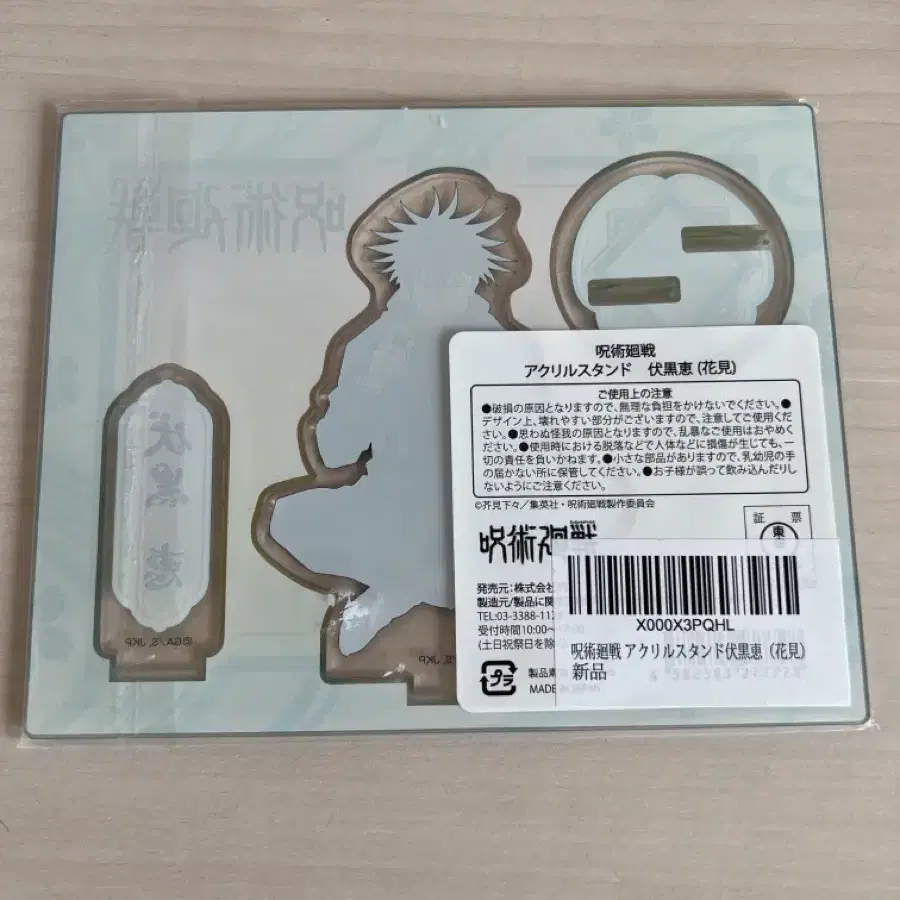 呪術廻戦
伏黒 恵
©GA/S, JKP
S, JKP
呪術廻戦
アクリルスタンド　伏黒恵 (花見)
ご使用上の注意
●破損の原因となりますので、無理な負担をかけないでください。●
デザイン上、壊れやすい部分がございますので、注意してご使用くだ
さい。●思わぬ怪我の原因となりますので、乱暴なご使用はおやめ
ください。●使用時における脱落などで人体などに損傷が生じても、一
切の責任を負いかねます。●小さな部品がありますので、乳幼児の手
の届かない所に保管してください。●お子様が誤って飲み込んだりし
ないようにご注意ください。
©芥見下々／集英社・呪術廻戦製作委員会
呪術廻戦
証 票
東
発売元：株式会社
製造元/製品に関
TEL:03-3388-112
受付時間10:00～
(土日祝祭日を除
プラ
製品素
MADE
X000X3PQHL
呪術廻戦 アクリルスタンド伏黒恵（花見）
新品